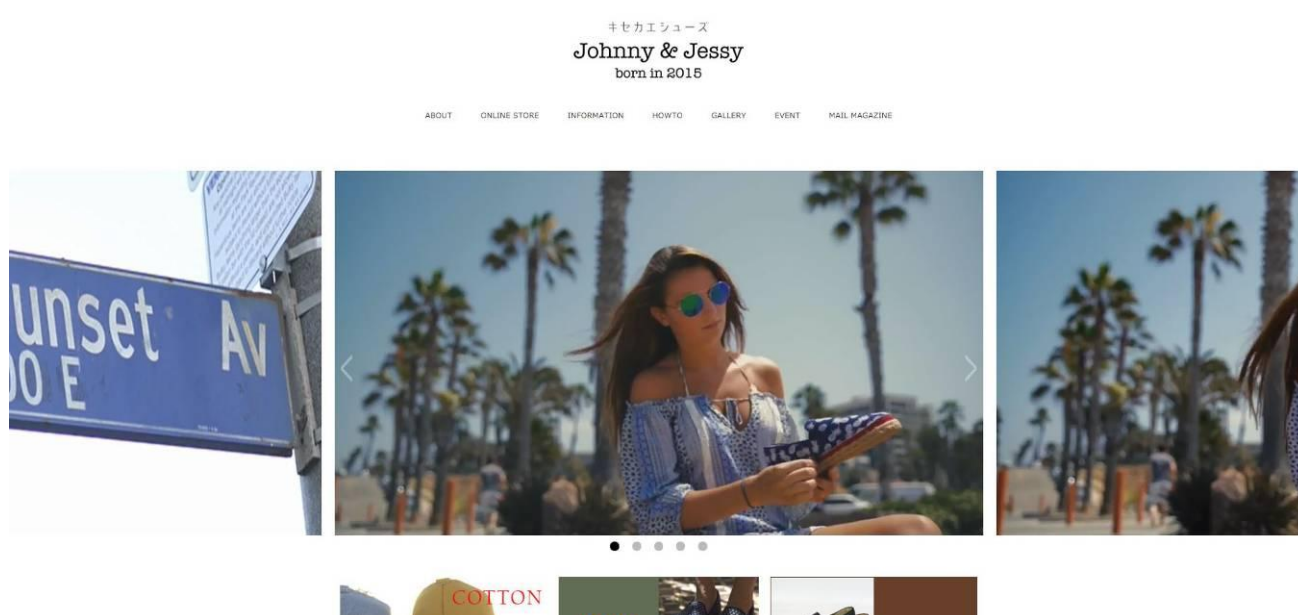 キセカエシューズ
Johnny & Jessy
born in 2015
ABOUT ONLINE STORE INFORMATION HOWTO GALLERY EVENT MAIL MAGAZINE
unset Av
00 E
COTTON